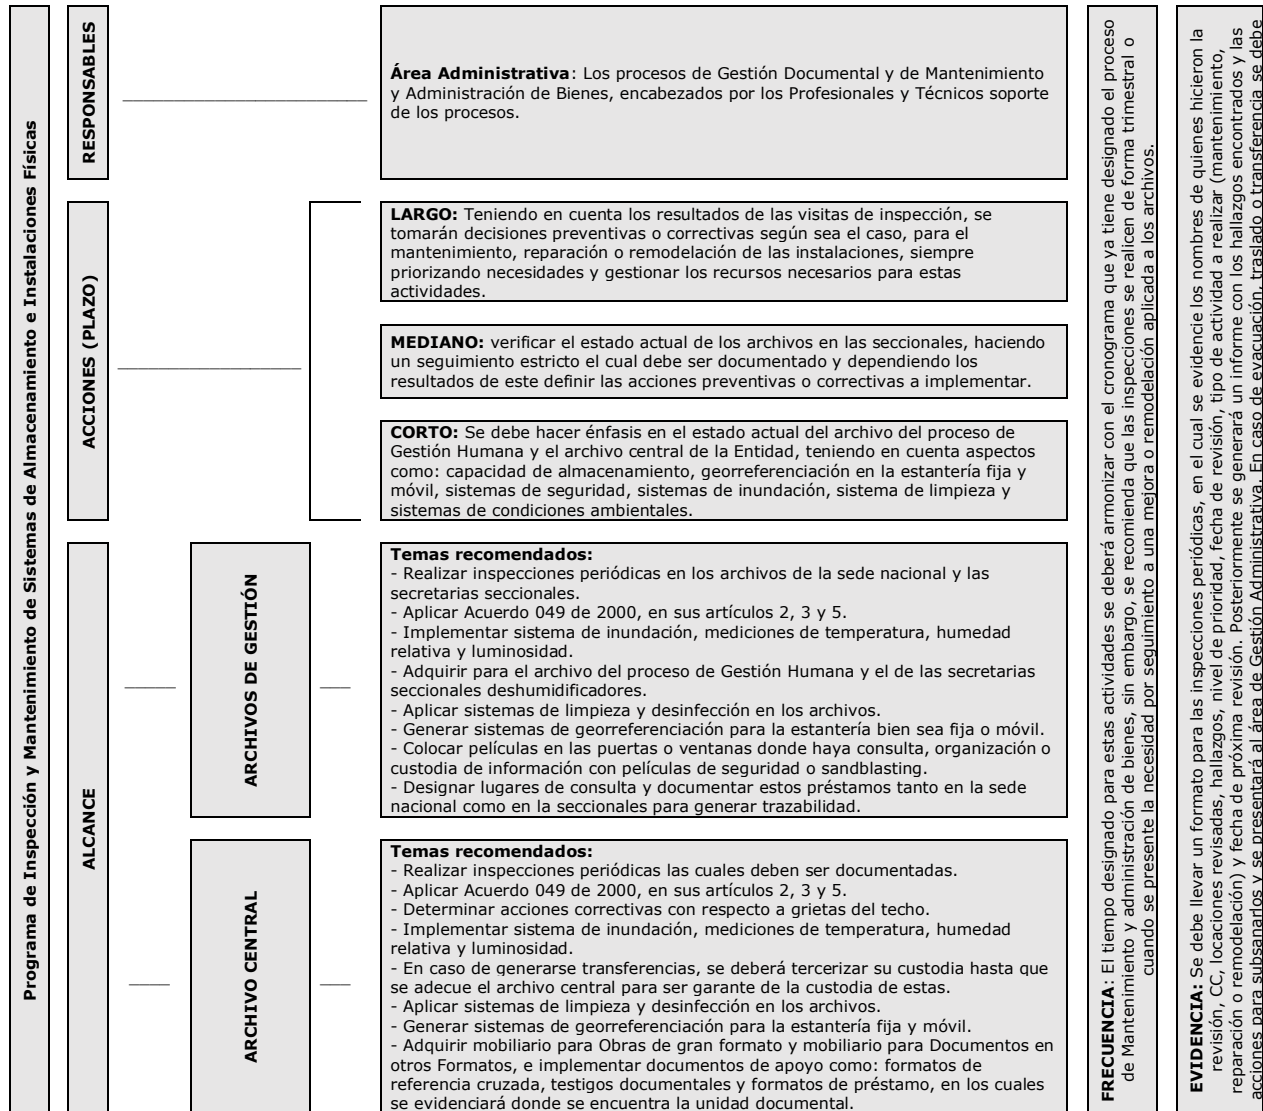 Programa de Inspección y Mantenimiento de Sistemas de Almacenamiento e Instalaciones Físicas
RESPONSABLES
Área Administrativa: Los procesos de Gestión Documental y de Mantenimiento
y Administración de Bienes, encabezados por los Profesionales y Técnicos soporte
de los procesos.
ACCIONES (PLAZO)
LARGO: Teniendo en cuenta los resultados de las visitas de inspección, se
tomarán decisiones preventivas o correctivas según sea el caso, para el
mantenimiento, reparación o remodelación de las instalaciones, siempre
priorizando necesidades y gestionar los recursos necesarios para estas
actividades.
MEDIANO: verificar el estado actual de los archivos en las seccionales, haciendo
un seguimiento estricto el cual debe ser documentado y dependiendo los
resultados de este definir las acciones preventivas o correctivas a implementar.
CORTO: Se debe hacer énfasis en el estado actual del archivo del proceso de
Gestión Humana y el archivo central de la Entidad, teniendo en cuenta aspectos
como: capacidad de almacenamiento, georreferenciación en la estantería fija y
móvil, sistemas de seguridad, sistemas de inundación, sistema de limpieza y
sistemas de condiciones ambientales.
ALCANCE
ARCHIVOS DE GESTIÓN
Temas recomendados:
- Realizar inspecciones periódicas en los archivos de la sede nacional y las
secretarias seccionales.
- Aplicar Acuerdo 049 de 2000, en sus artículos 2, 3 y 5.
- Implementar sistema de inundación, mediciones de temperatura, humedad
relativa y luminosidad.
- Adquirir para el archivo del proceso de Gestión Humana y el de las secretarias
seccionales deshumidificadores.
- Aplicar sistemas de limpieza y desinfección en los archivos.
- Generar sistemas de georreferenciación para la estantería bien sea fija o móvil.
- Colocar películas en las puertas o ventanas donde haya consulta, organización o
custodia de información con películas de seguridad o sandblasting.
- Designar lugares de consulta y documentar estos préstamos tanto en la sede
nacional como en la seccionales para generar trazabilidad.
ARCHIVO CENTRAL
Temas recomendados:
- Realizar inspecciones periódicas las cuales deben ser documentadas.
- Aplicar Acuerdo 049 de 2000, en sus artículos 2, 3 y 5.
- Determinar acciones correctivas con respecto a grietas del techo.
- Implementar sistema de inundación, mediciones de temperatura, humedad
relativa y luminosidad.
- En caso de generarse transferencias, se deberá tercerizar su custodia hasta que
se adecue el archivo central para ser garante de la custodia de estas.
- Aplicar sistemas de limpieza y desinfección en los archivos.
- Generar sistemas de georreferenciación para la estantería fija y móvil.
- Adquirir mobiliario para Obras de gran formato y mobiliario para Documentos en
otros Formatos, e implementar documentos de apoyo como: formatos de
referencia cruzada, testigos documentales y formatos de préstamo, en los cuales
se evidenciará donde se encuentra la unidad documental.
FRECUENCIA: El tiempo designado para estas actividades se deberá armonizar con el cronograma que ya tiene designado el proceso
de Mantenimiento y administración de bienes, sin embargo, se recomienda que las inspecciones se realicen de forma trimestral o
cuando se presente la necesidad por seguimiento a una mejora o remodelación aplicada a los archivos.
EVIDENCIA: Se debe llevar un formato para las inspecciones periódicas, en el cual se evidencie los nombres de quienes hicieron la
revisión, CC, locaciones revisadas, hallazgos, nivel de prioridad, fecha de revisión, tipo de actividad a realizar (mantenimiento,
reparación o remodelación) y fecha de próxima revisión. Posteriormente se generará un informe con los hallazgos encontrados y las
acciones para subsanarlos y se presentará al área de Gestión Administrativa. En caso de evacuación, traslado o transferencia se debe